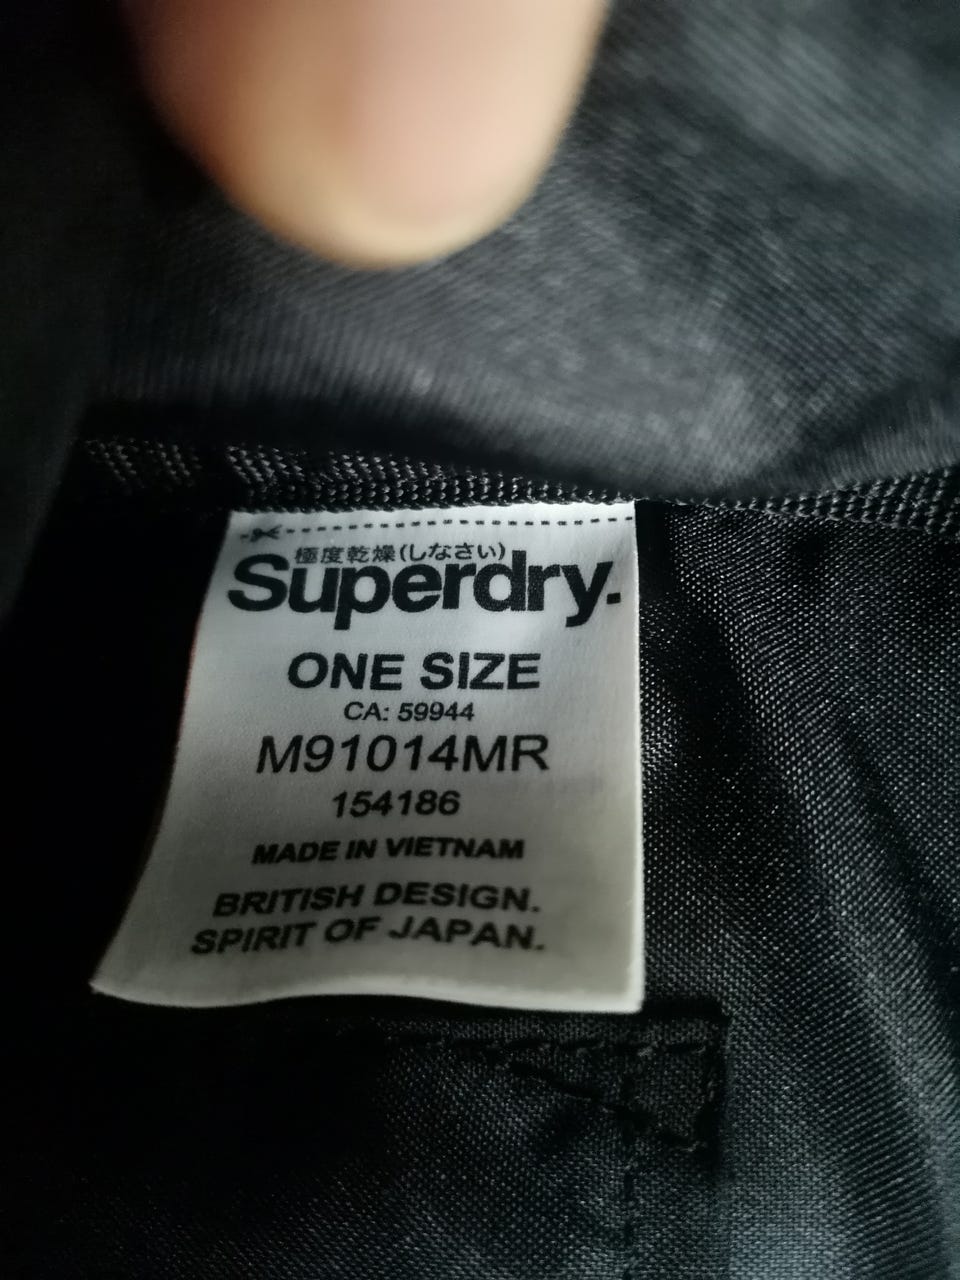 極度乾燥(しなさい)
Superdry.
ONE SIZE
CA: 59944
M91014MR
154186
MADE IN VIETNAM
BRITISH DESIGN.
SPIRIT OF JAPAN.